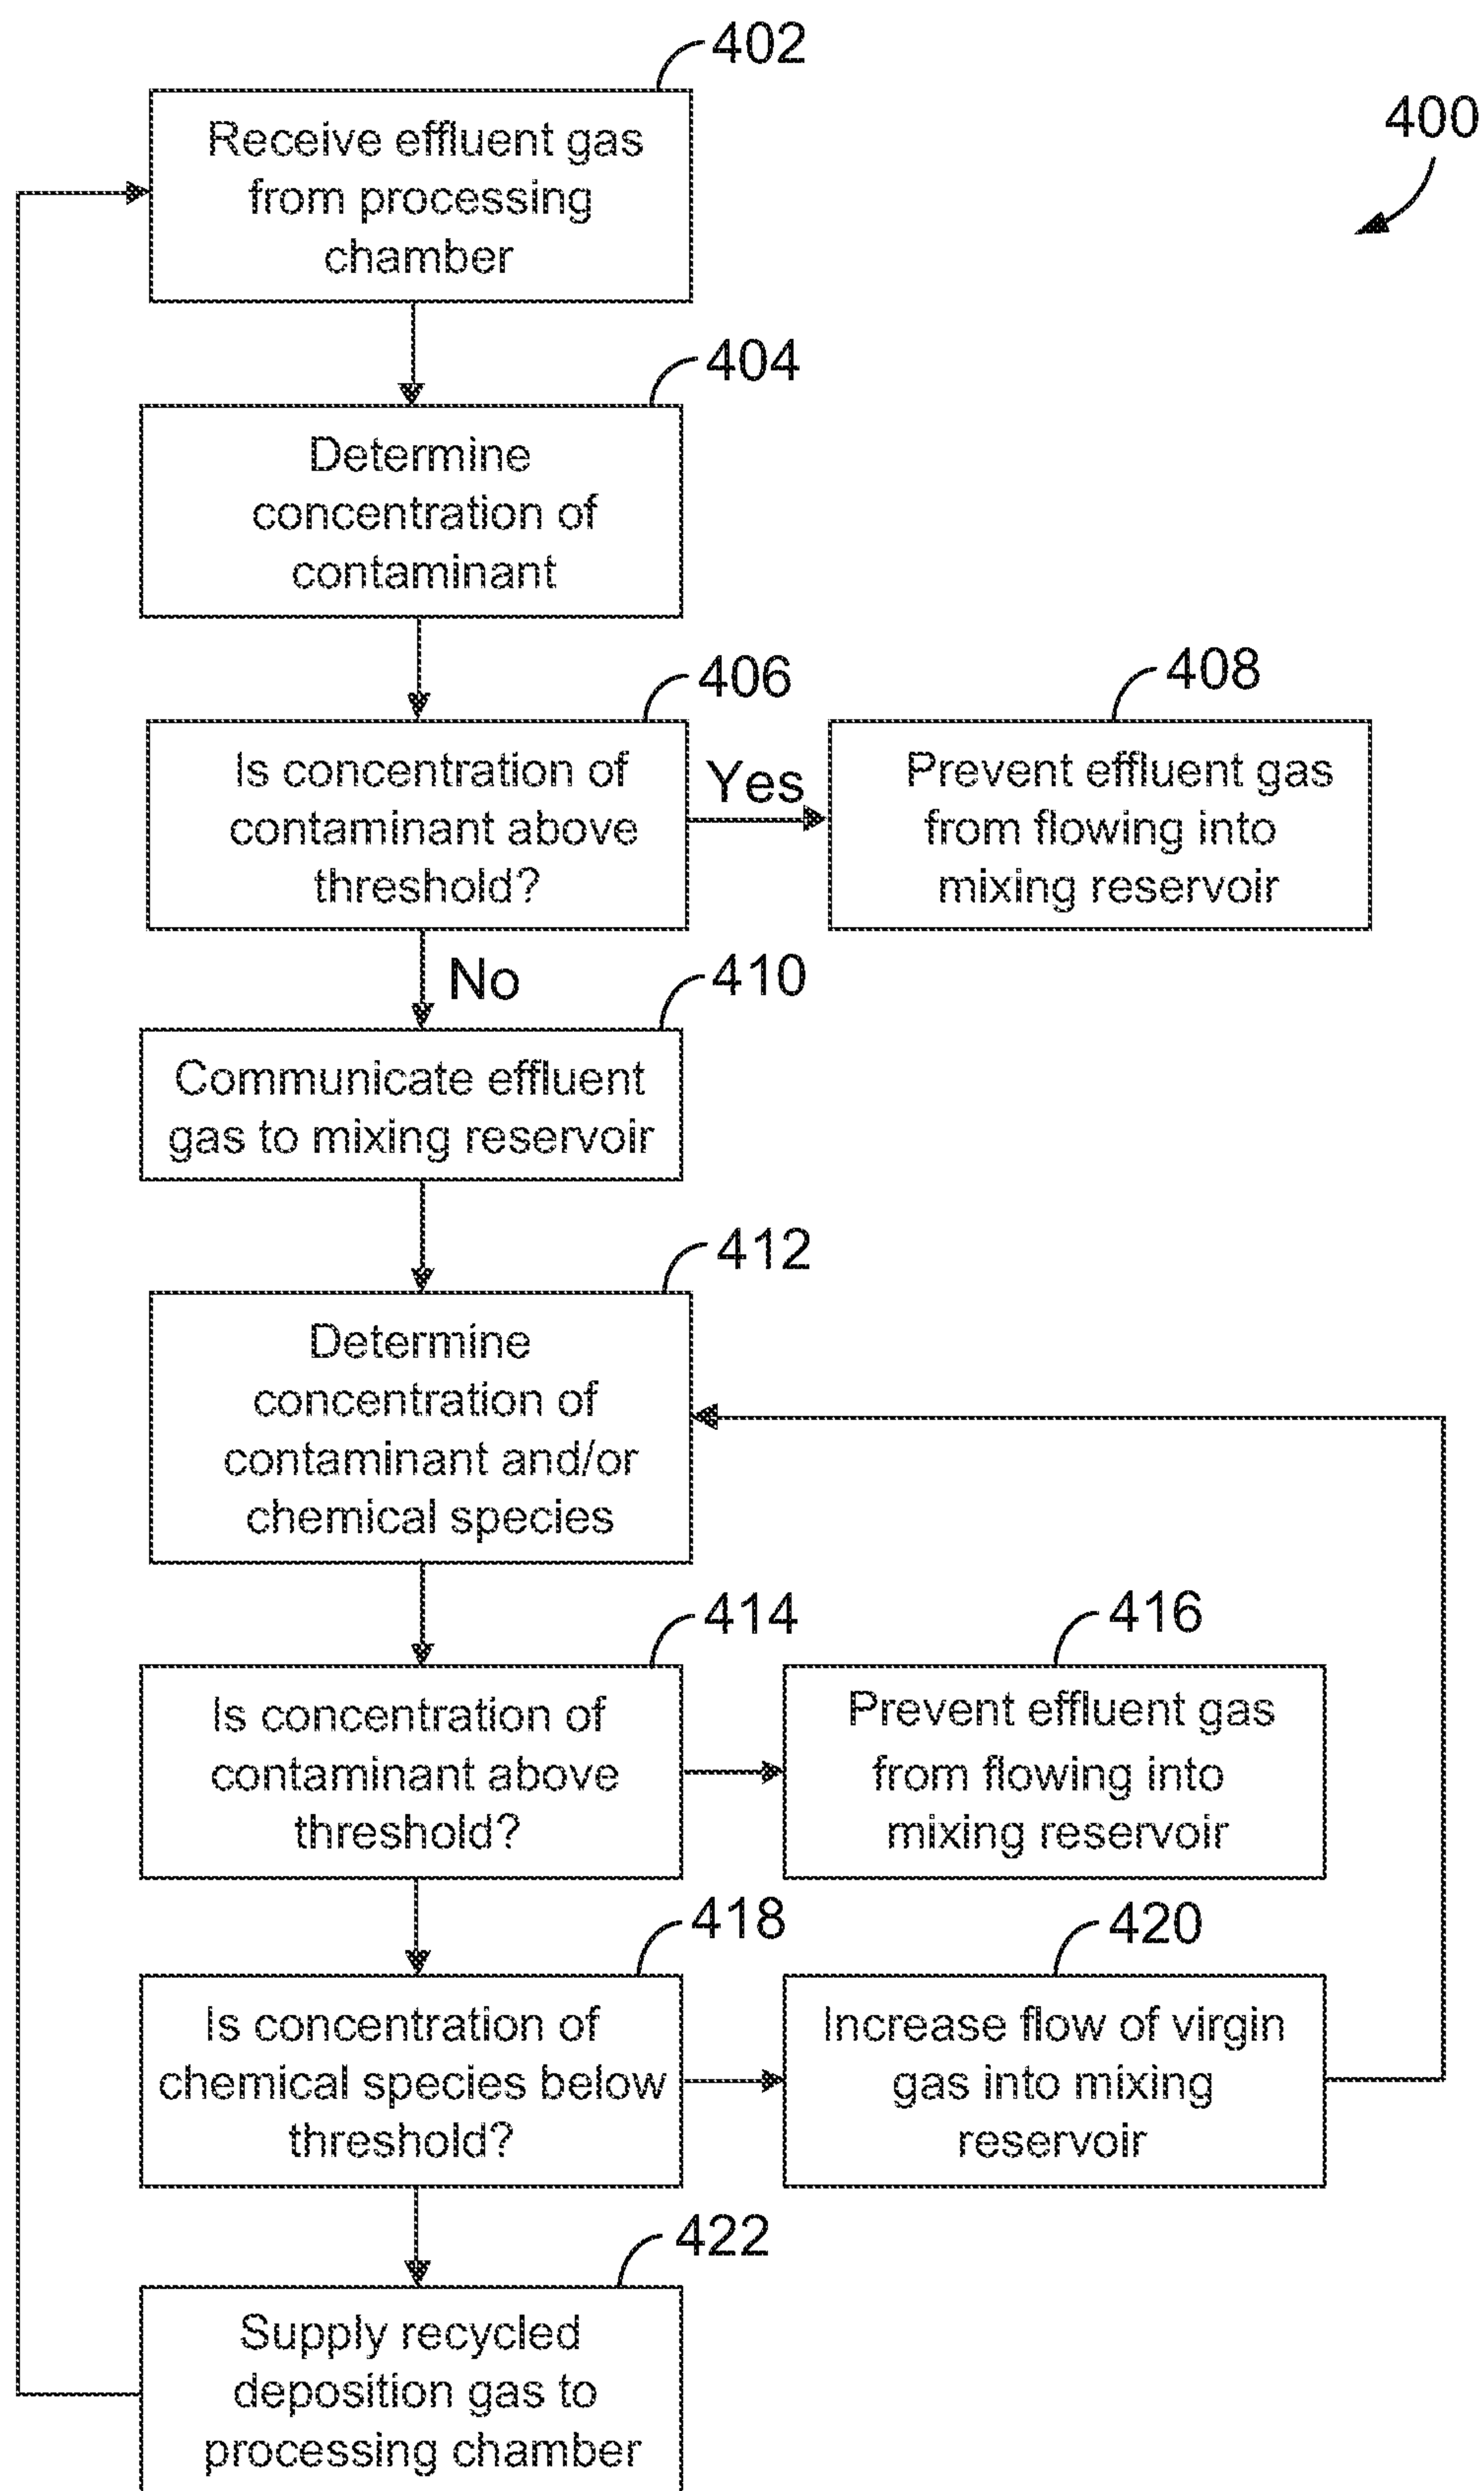 402
400
Receive effluent gas
from processing
chamber
404
Determine
concentration of
contaminant
406
408
Is concentration of
contaminant above
threshold?
Yes
Prevent effluent gas
from flowing into
mixing reservoir
No
410
Communicate effluent
gas to mixing reservoir
412
Determine
concentration of
contaminant and/or
chemical species
414
416
Is concentration of
contaminant above
threshold?
Prevent effluent gas
from flowing into
mixing reservoir
418
420
Is concentration of
chemical species below
threshold?
Increase flow of virgin
gas into mixing
reservoir
422
Supply recycled
deposition gas to
processing chamber